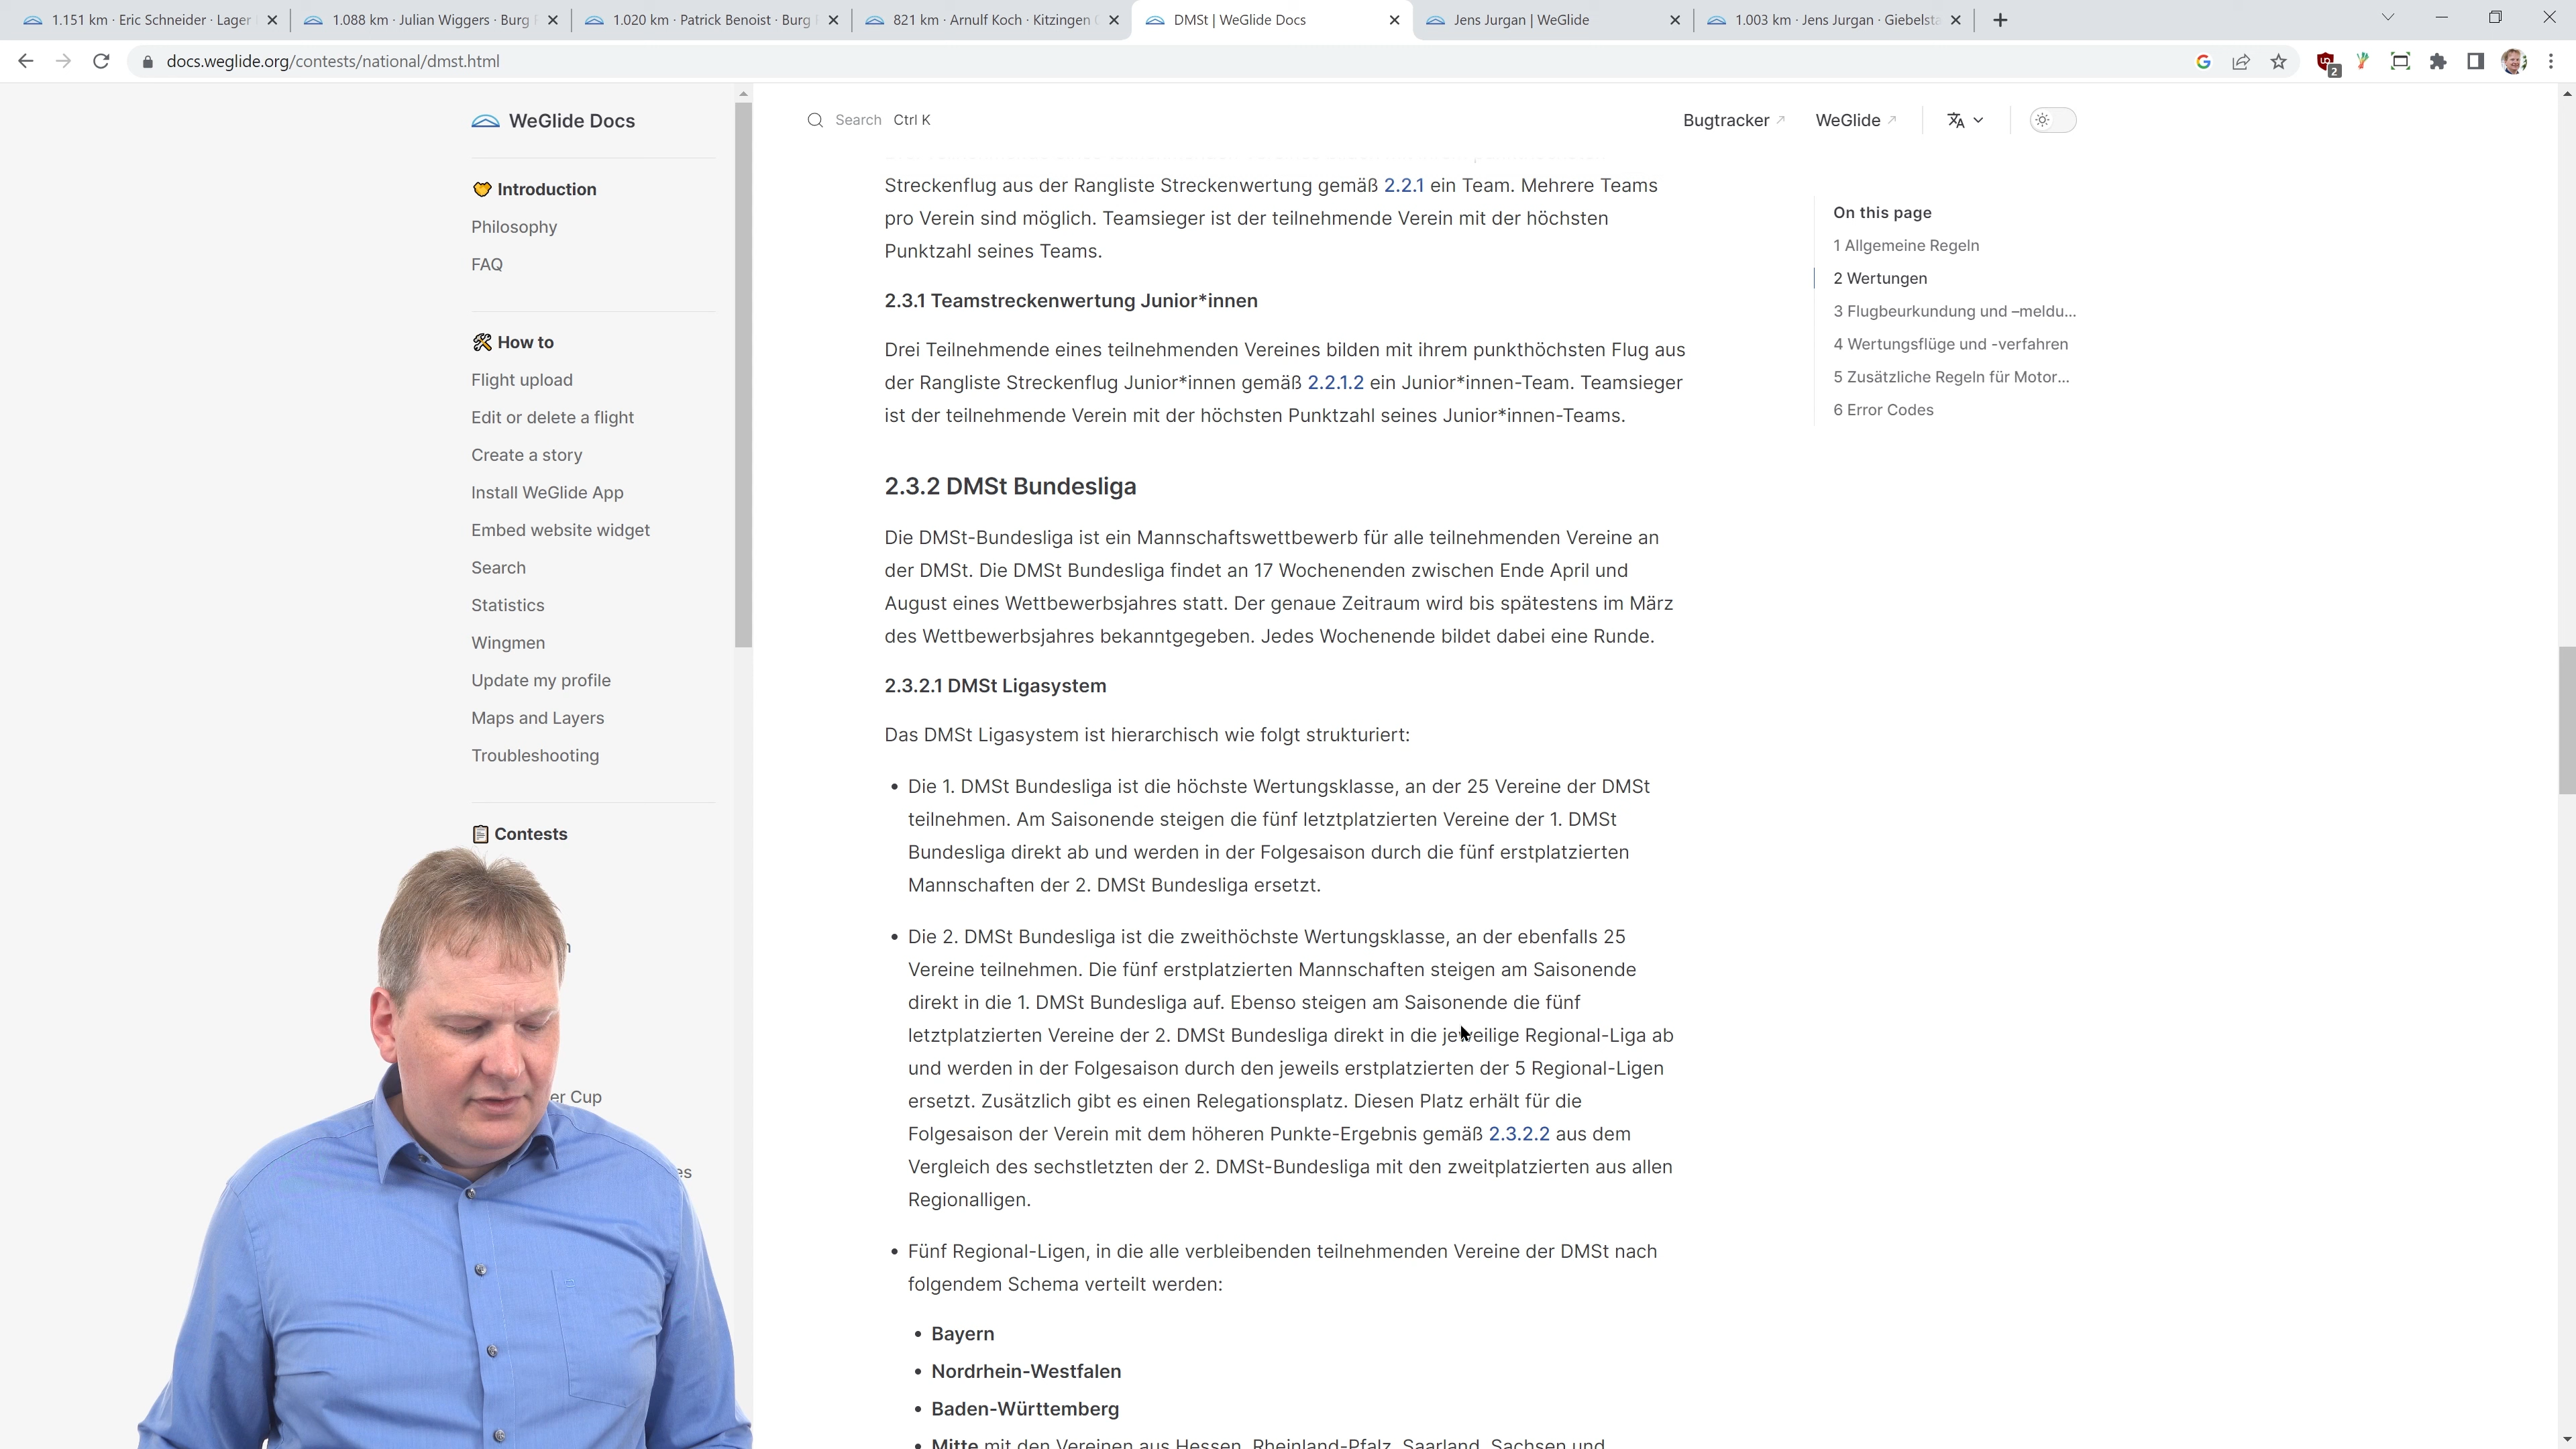 1.151 km · Eric Schneider · Lager
1.088 km · Julian Wiggers · Burg
1.020 km · Patrick Benoist · Burg
821 km · Arnulf Koch · Kitzingen
DMSt | WeGlide Docs
Jens Jurgan | WeGlide
1.003 km · Jens Jurgan · Giebelsta
docs.weglide.org/contests/national/dmst.html
2
WeGlide Docs
Introduction
Philosophy
FAQ
How to
Flight upload
Edit or delete a flight
Create a story
Install WeGlide App
Embed website widget
Search
Statistics
Wingmen
Update my profile
Maps and Layers
Troubleshooting
Contests
er Cup
es
Search Ctrl K
Bugtracker
WeGlide
Streckenflug aus der Rangliste Streckenwertung gemäß 2.2.1 ein Team. Mehrere Teams
pro Verein sind möglich. Teamsieger ist der teilnehmende Verein mit der höchsten
Punktzahl seines Teams.
2.3.1 Teamstreckenwertung Junior*innen
Drei Teilnehmende eines teilnehmenden Vereines bilden mit ihrem punkthöchsten Flug aus
der Rangliste Streckenflug Junior*innen gemäß 2.2.1.2 ein Junior*innen-Team. Teamsieger
ist der teilnehmende Verein mit der höchsten Punktzahl seines Junior*innen-Teams.
2.3.2 DMSt Bundesliga
Die DMSt-Bundesliga ist ein Mannschaftswettbewerb für alle teilnehmenden Vereine an
der DMSt. Die DMSt Bundesliga findet an 17 Wochenenden zwischen Ende April und
August eines Wettbewerbsjahres statt. Der genaue Zeitraum wird bis spätestens im März
des Wettbewerbsjahres bekanntgegeben. Jedes Wochenende bildet dabei eine Runde.
2.3.2.1 DMSt Ligasystem
Das DMSt Ligasystem ist hierarchisch wie folgt strukturiert:
• Die 1. DMSt Bundesliga ist die höchste Wertungsklasse, an der 25 Vereine der DMSt
teilnehmen. Am Saisonende steigen die fünf letztplatzierten Vereine der 1. DMSt
Bundesliga direkt ab und werden in der Folgesaison durch die fünf erstplatzierten
Mannschaften der 2. DMSt Bundesliga ersetzt.
• Die 2. DMSt Bundesliga ist die zweithöchste Wertungsklasse, an der ebenfalls 25
Vereine teilnehmen. Die fünf erstplatzierten Mannschaften steigen am Saisonende
direkt in die 1. DMSt Bundesliga auf. Ebenso steigen am Saisonende die fünf
letztplatzierten Vereine der 2. DMSt Bundesliga direkt in die jeweilige Regional-Liga ab
und werden in der Folgesaison durch den jeweils erstplatzierten der 5 Regional-Ligen
ersetzt. Zusätzlich gibt es einen Relegationsplatz. Diesen Platz erhält für die
Folgesaison der Verein mit dem höheren Punkte-Ergebnis gemäß 2.3.2.2 aus dem
Vergleich des sechstletzten der 2. DMSt-Bundesliga mit den zweitplatzierten aus allen
Regionalligen.
• Fünf Regional-Ligen, in die alle verbleibenden teilnehmenden Vereine der DMSt nach
folgendem Schema verteilt werden:
• Bayern
• Nordrhein-Westfalen
• Baden-Württemberg
• Mitte mit den Vereinen aus Hessen, Rheinland-Pfalz, Saarland, Sachsen und
On this page
1 Allgemeine Regeln
2 Wertungen
3 Flugbeurkundung und –meldu...
4 Wertungsflüge und -verfahren
5 Zusätzliche Regeln für Motor...
6 Error Codes